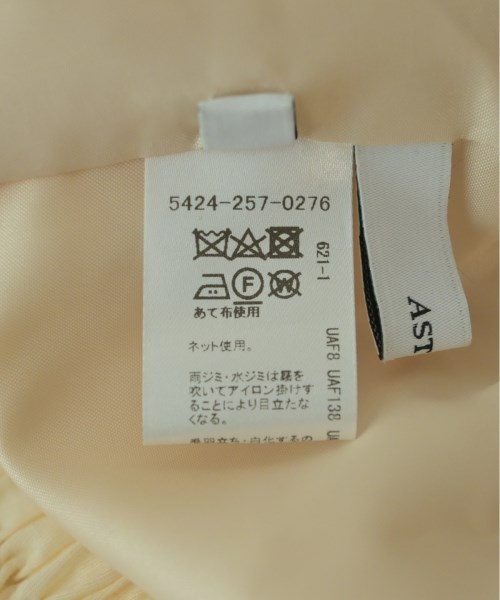 5424-257-0276
F
W
621-1
あて布使用
ネット使用。
雨ジミ・水ジミは霧を
吹いてアイロン掛けす
ることにより目立たな
くなる。
UAF8 UAF138
AST